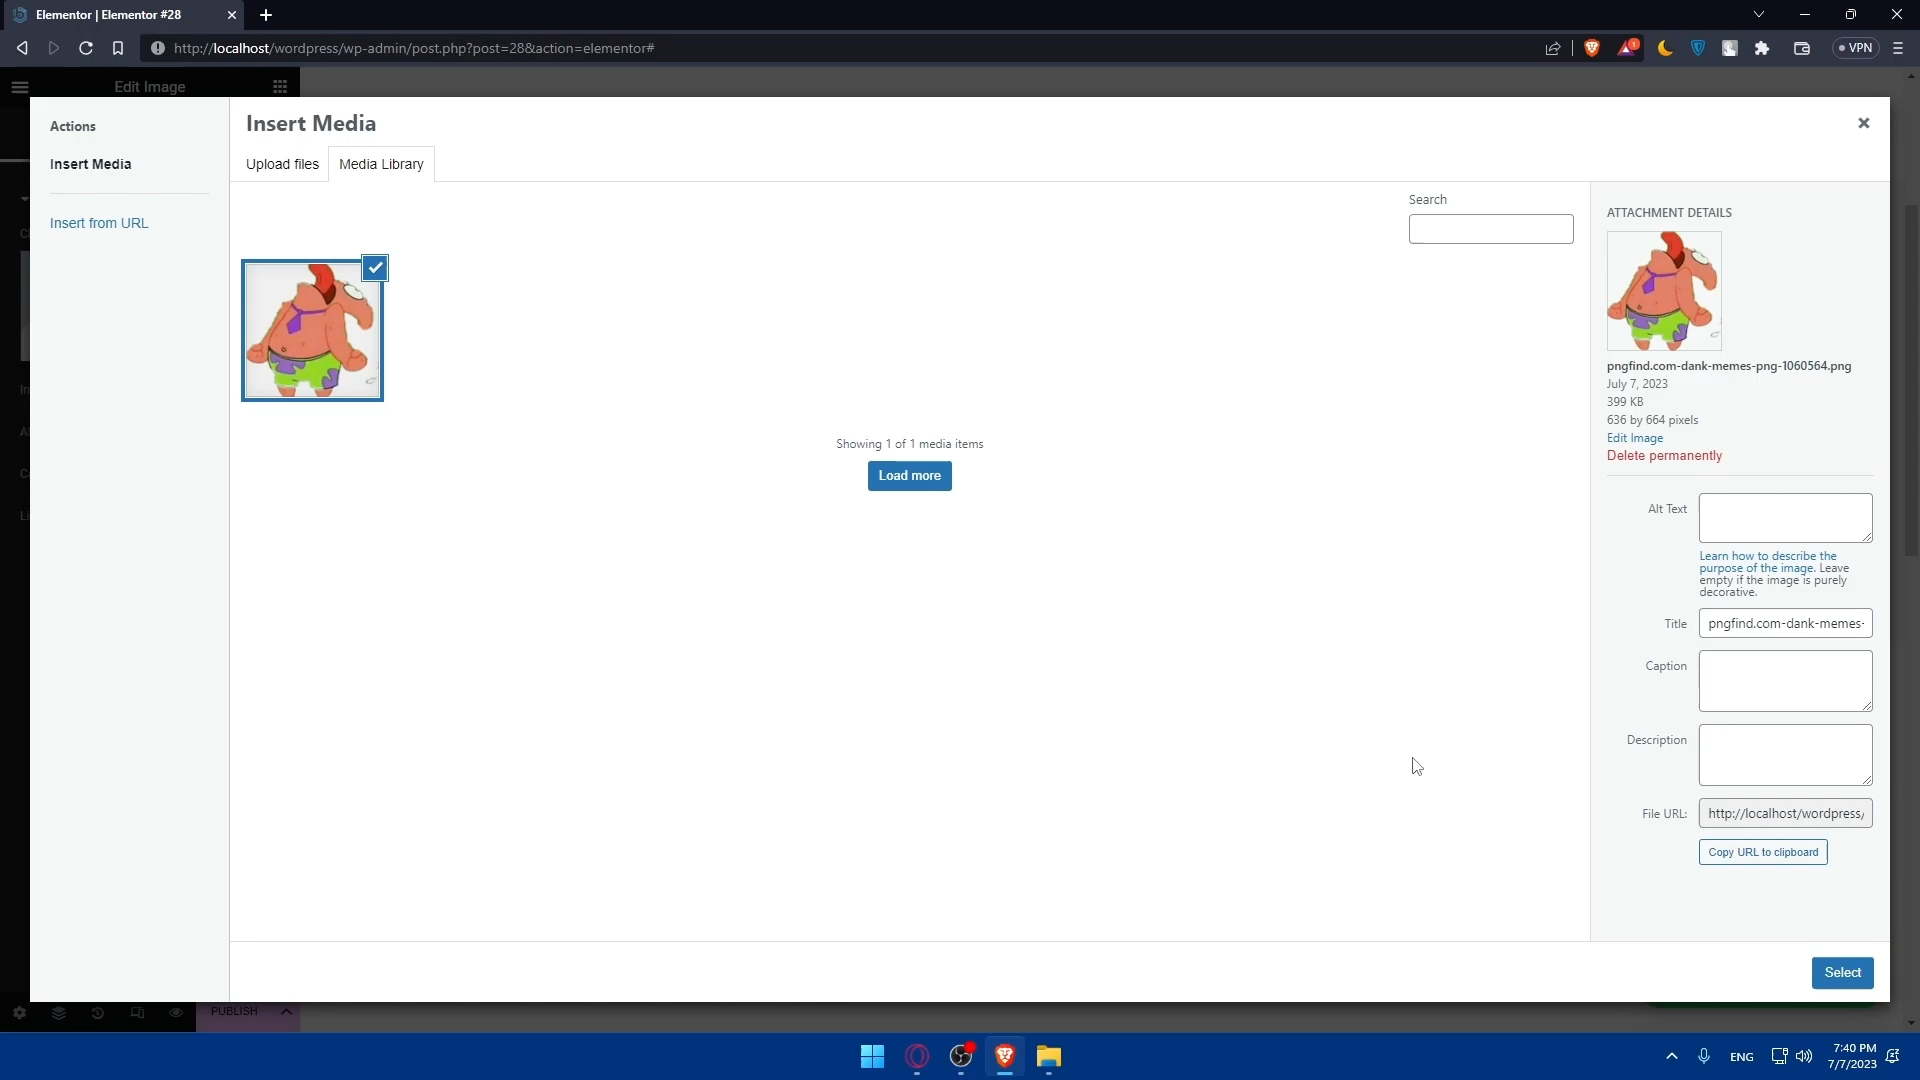 Elementor | Elementor #28
http://localhost/wordpress/wp-admin/post.php?post=28&action=elementor#
1
VPN
Edit Image
Actions
Insert Media
Insert from URL
Insert Media
Upload files
Media Library
Search
Showing 1 of 1 media items
Load more
ATTACHMENT DETAILS
pngfind.com-dank-memes-png-1060564.png
July 7, 2023
399 KB
636 by 664 pixels
Edit Image
Delete permanently
Alt Text
Learn how to describe the
purpose of the image. Leave
empty if the image is purely
decorative.
Title
pngfind.com-dank-memes-
Caption
Description
File URL:
http://localhost/wordpress/
Copy URL to clipboard
Select
PUBLISH
ENG
7:40 PM
7/7/2023